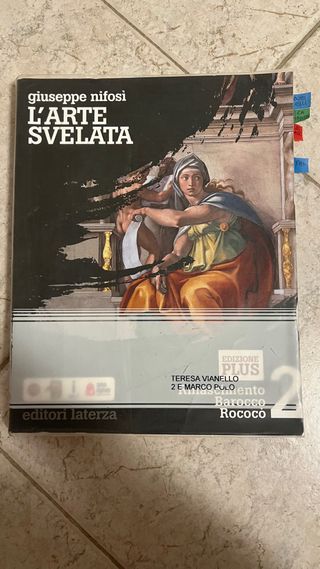 giuseppe nifosì
L'ARTE
SVELATA
EDIZIONE
PLUS
TERESA VIANELLO
2 E MARCO POLO
Rinascimento
Barocco
Rococò
2
editori laterza